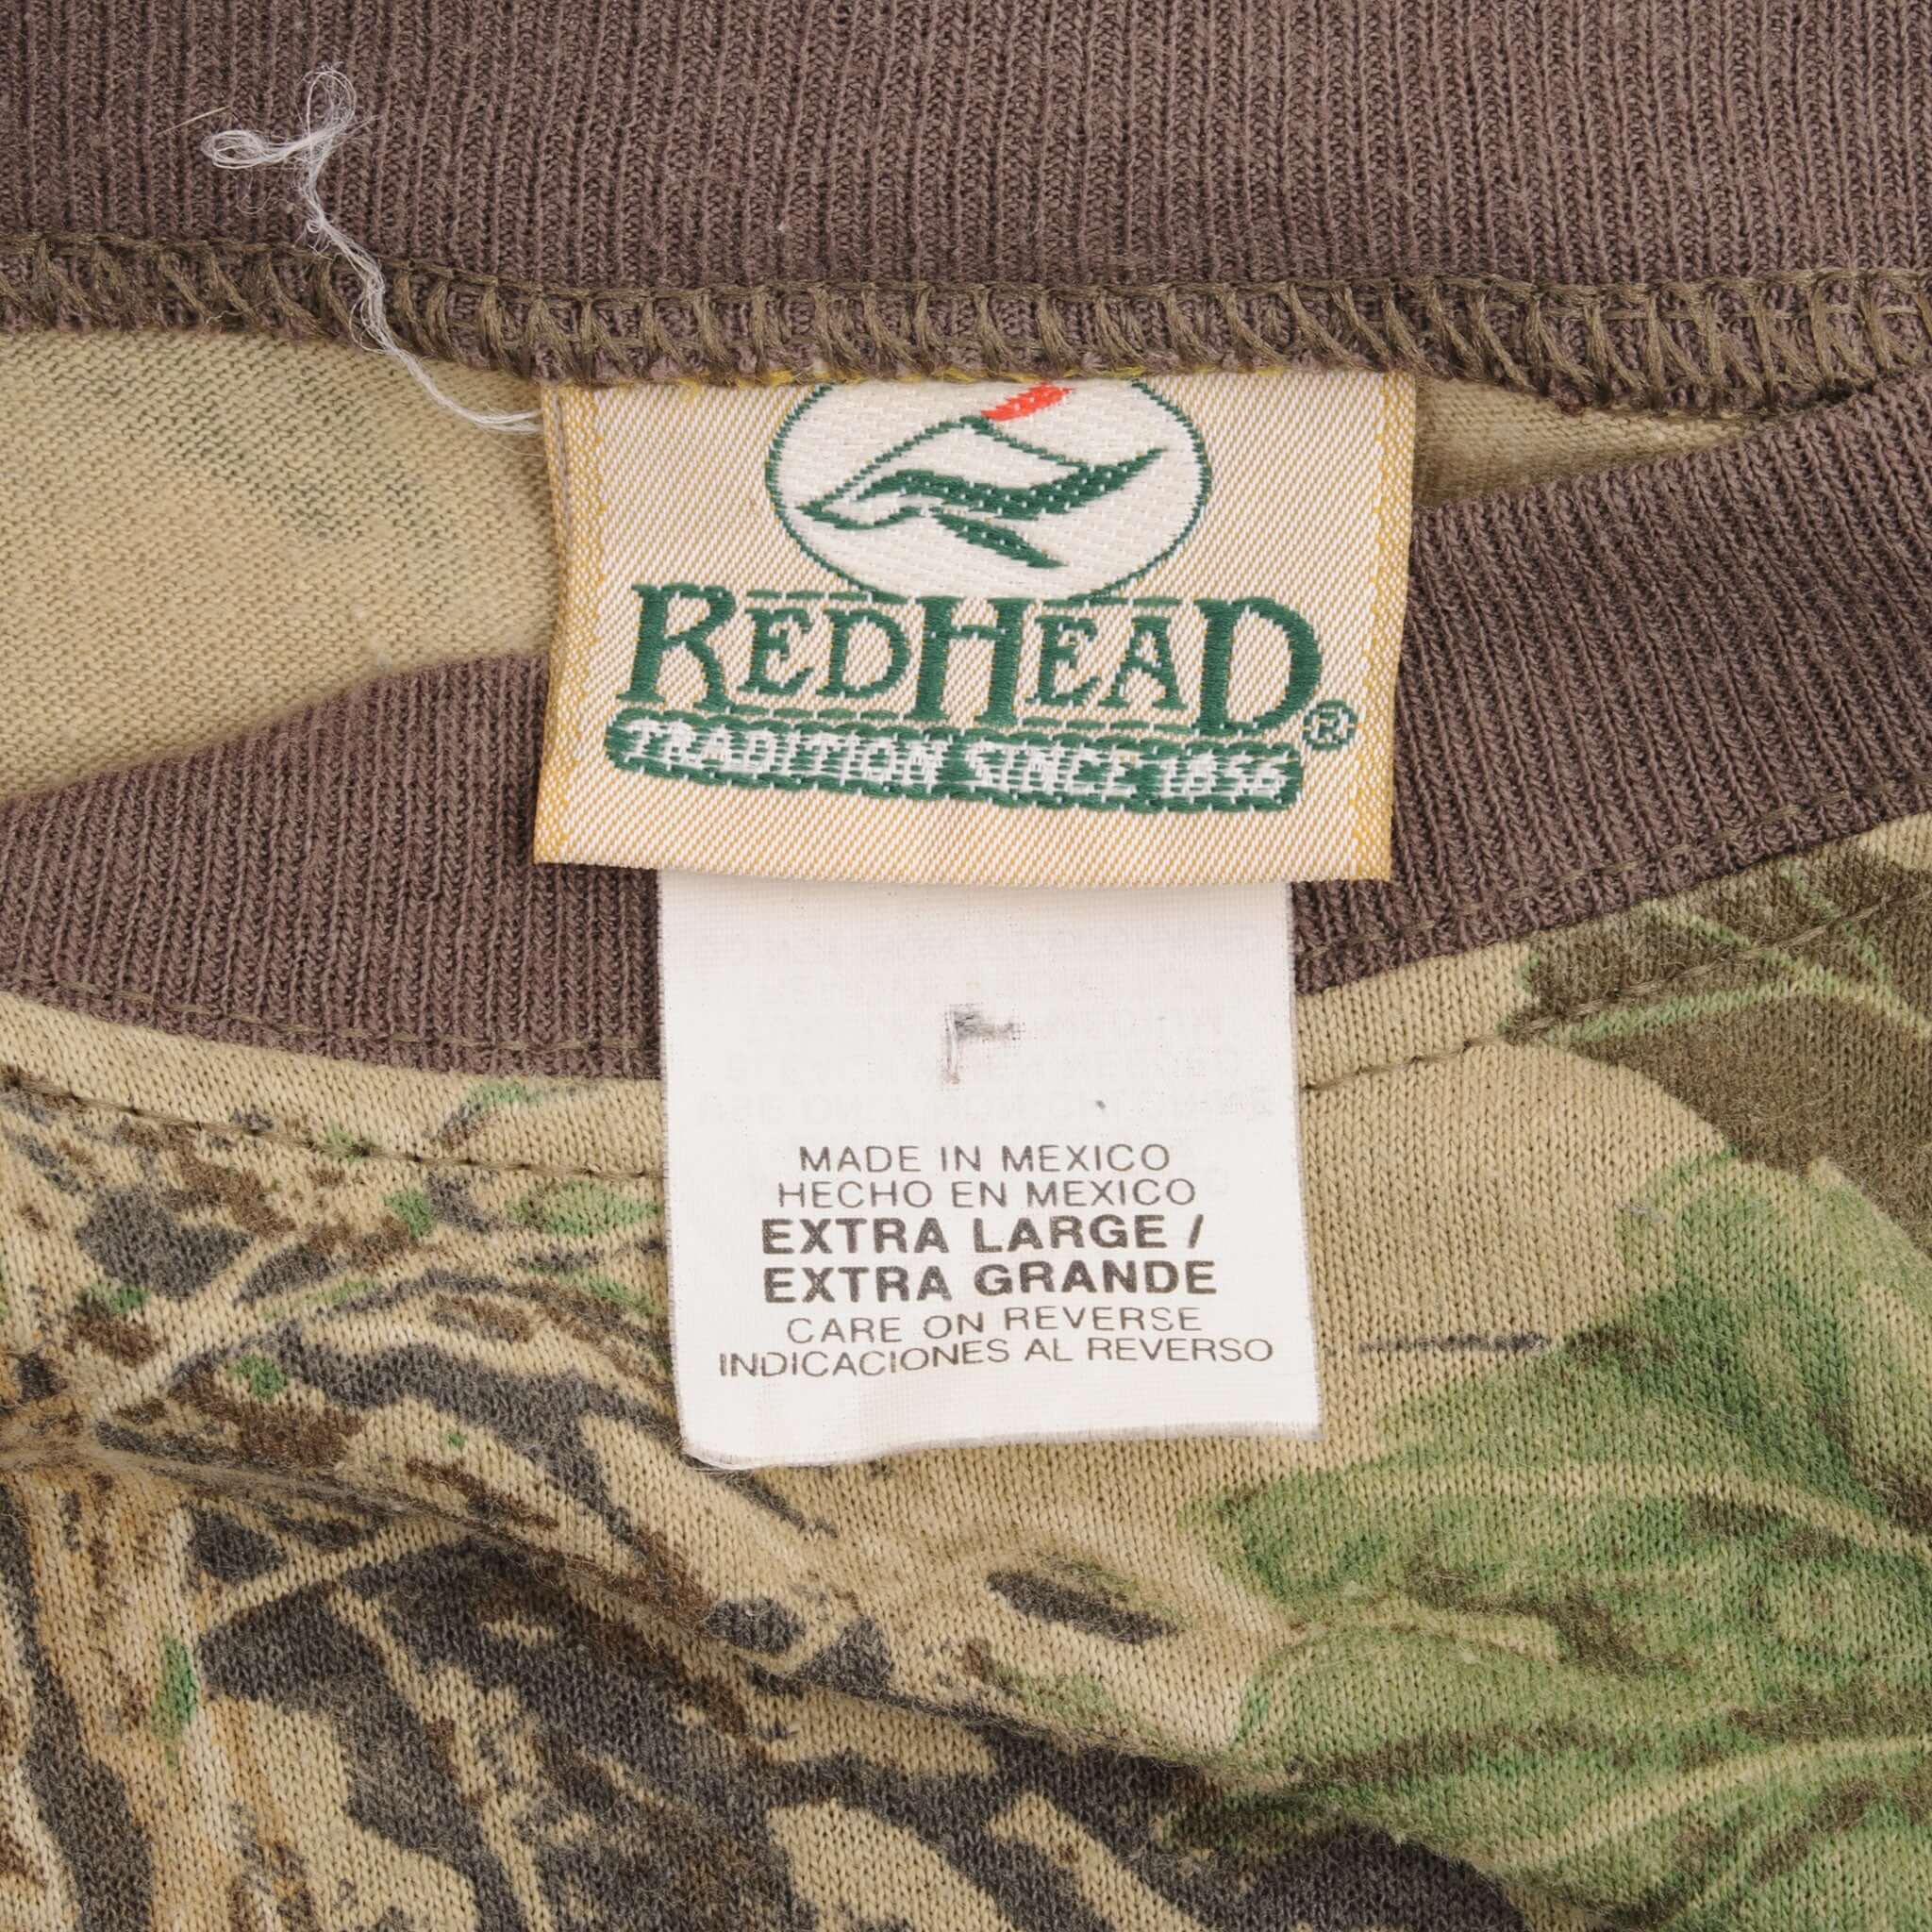 REDHEAD®
TRADITION SINCE 1856
MADE IN MEXICO
HECHO EN MEXICO
EXTRA LARGE /
EXTRA GRANDE
CARE ON REVERSE
INDICACIONES AL REVERSO